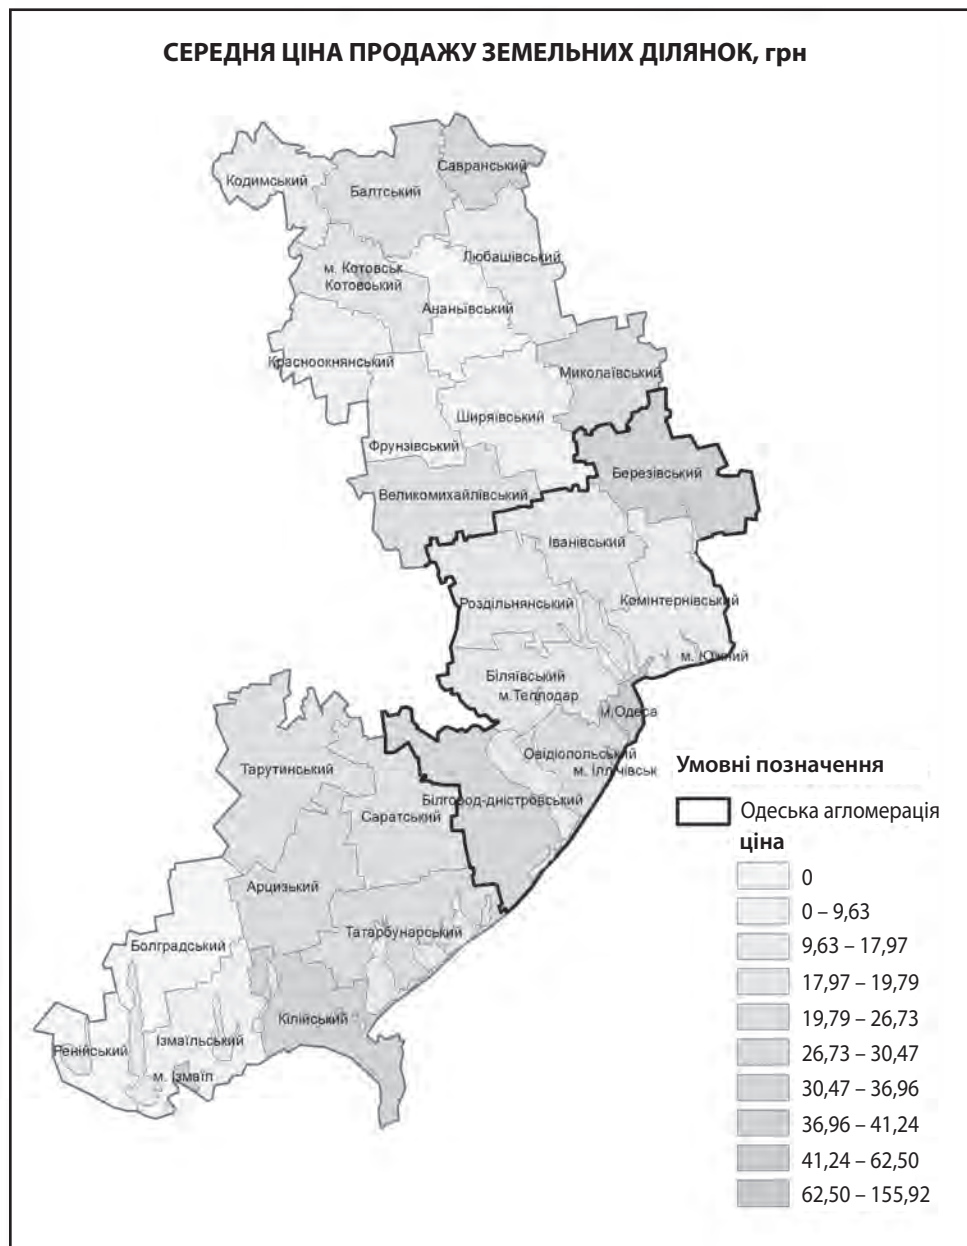 СЕРЕДНЯ ЦІНА ПРОДАЖУ ЗЕМЕЛЬНИХ ДІЛЯНОК, грн
Савранський
Кодимський
Балтський
Любашівський
м. Котовськ
Котовський
Ананьївський
Красноокнянський
Миколаївський
Ширяївський
Фрунзівський
Березівський
Великомихайлівський
Іванівський
Роздільнянський
Комінтернівський
м. Южний
Біляївський
м.Теплодар
м.Одеса
Овідіопольський
м. Іллічівськ
Тарутинський
Білгород-дністровський
Саратський
Арцизький
Татарбунарський
Болградський
Кілійський
Ізмаїльський
Ренійський
м. Ізмаїл
Умовні позначення
Одеська агломерація
ціна
0
0 – 9,63
9,63 – 17,97
17,97 – 19,79
19,79 – 26,73
26,73 – 30,47
30,47 – 36,96
36,96 – 41,24
41,24 – 62,50
62,50 – 155,92